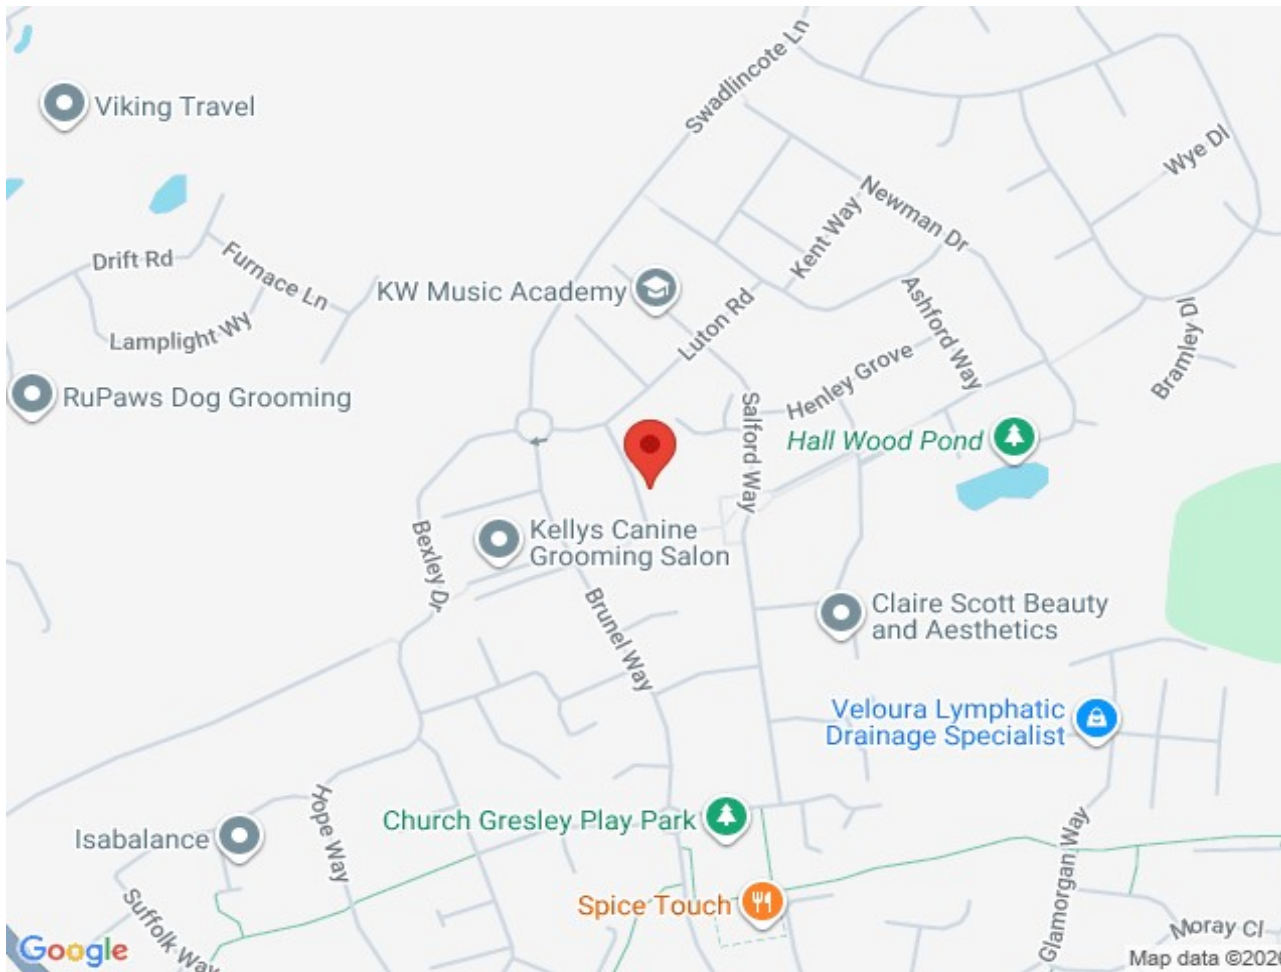 Swadlincote Ln
Viking Travel
Wye Dl
Newman Dr
Kent Way
Drift Rd
Furnace Ln
KW Music Academy
Ashford Way
Luton Rd
Lamplight Wy
Bramley Dl
Henley Grove
RuPaws Dog Grooming
Salford Way
Hall Wood Pond
Kellys Canine
Grooming Salon
Bexley Dr
Claire Scott Beauty
and Aesthetics
Brunel Way
Veloura Lymphatic
Drainage Specialist
Hope Way
Church Gresley Play Park
Isabalance
Glamorgan Way
Spice Touch
Suffolk Way
Moray Cl
Google
Map data ©202